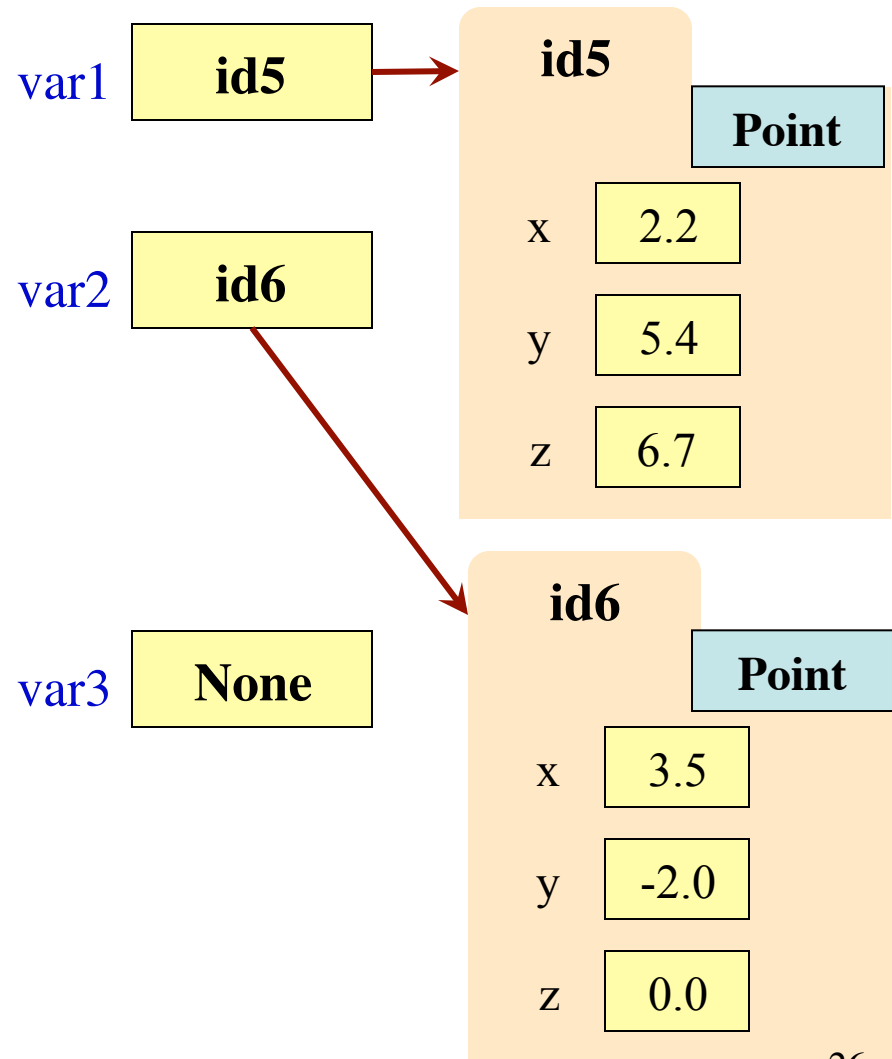 var1 id5
id5
Point
x 2.2
y 5.4
z 6.7
var2 id6
id6
Point
x 3.5
y -2.0
z 0.0
var3 None